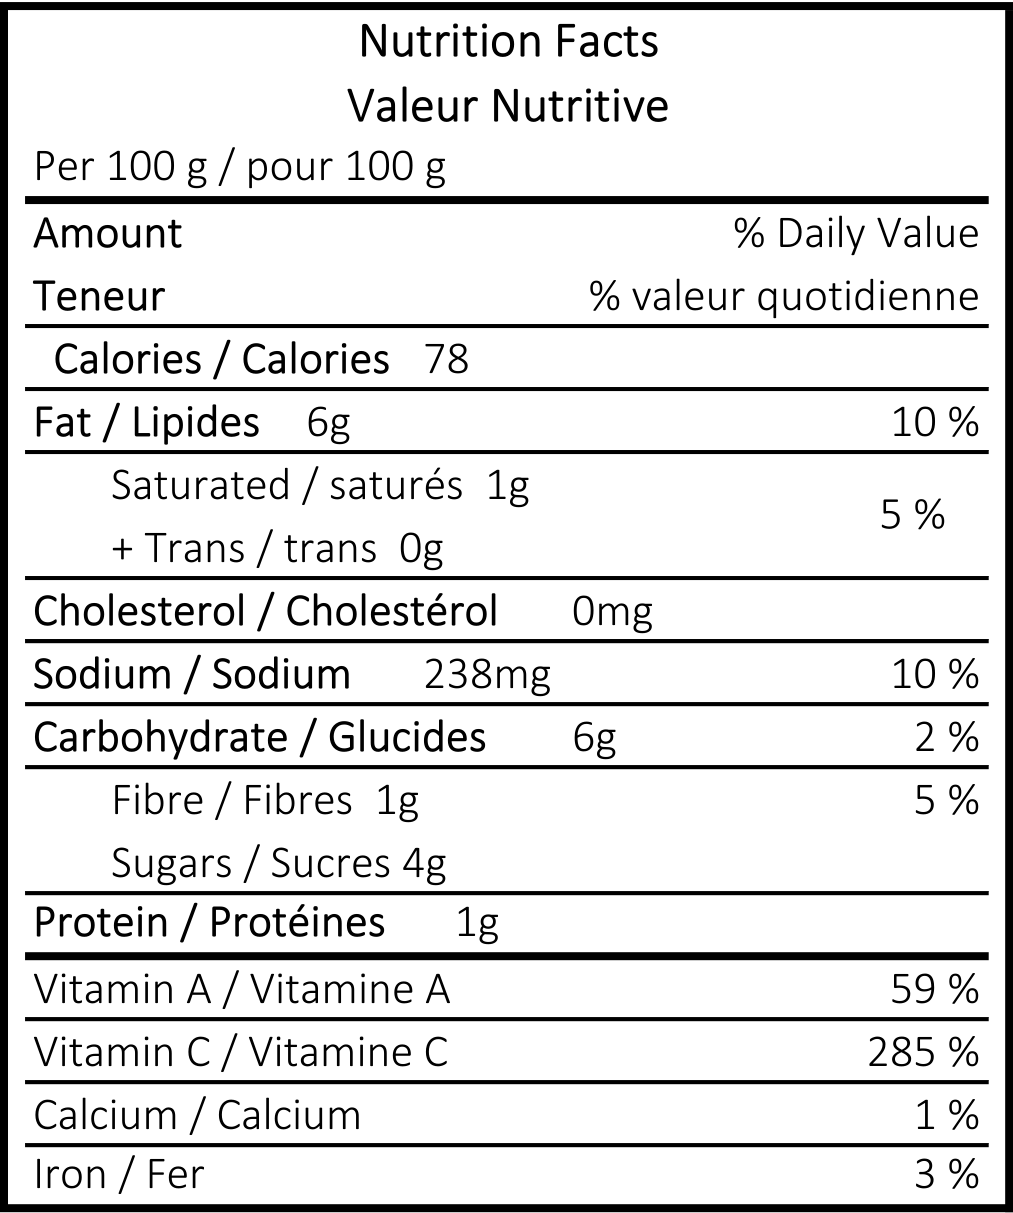 Nutrition Facts
Valeur Nutritive
Per 100 g / pour 100 g
Amount % Daily Value
Teneur % valeur quotidienne
Calories / Calories 78
Fat / Lipides 6g 10 %
Saturated / saturés 1g
5 %
+ Trans / trans 0g
Cholesterol / Cholestérol 0mg
Sodium / Sodium 238mg 10 %
Carbohydrate / Glucides 6g 2 %
Fibre / Fibres 1g 5 %
Sugars / Sucres 4g
Protein / Protéines 1g
Vitamin A / Vitamine A 59 %
Vitamin C / Vitamine C 285 %
Calcium / Calcium 1 %
Iron / Fer 3 %